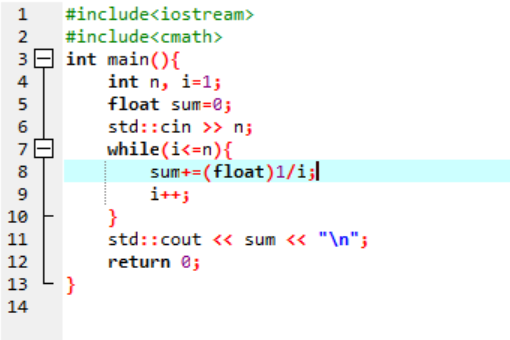 1 #include<iostream>
2 #include<cmath>
3 int main(){
4 int n, i=1;
5 float sum=0;
6 std::cin >> n;
7 while(i<=n){
8 sum+=(float)1/i;
9 i++;
10 }
11 std::cout << sum << "\n";
12 return 0;
13 }
14